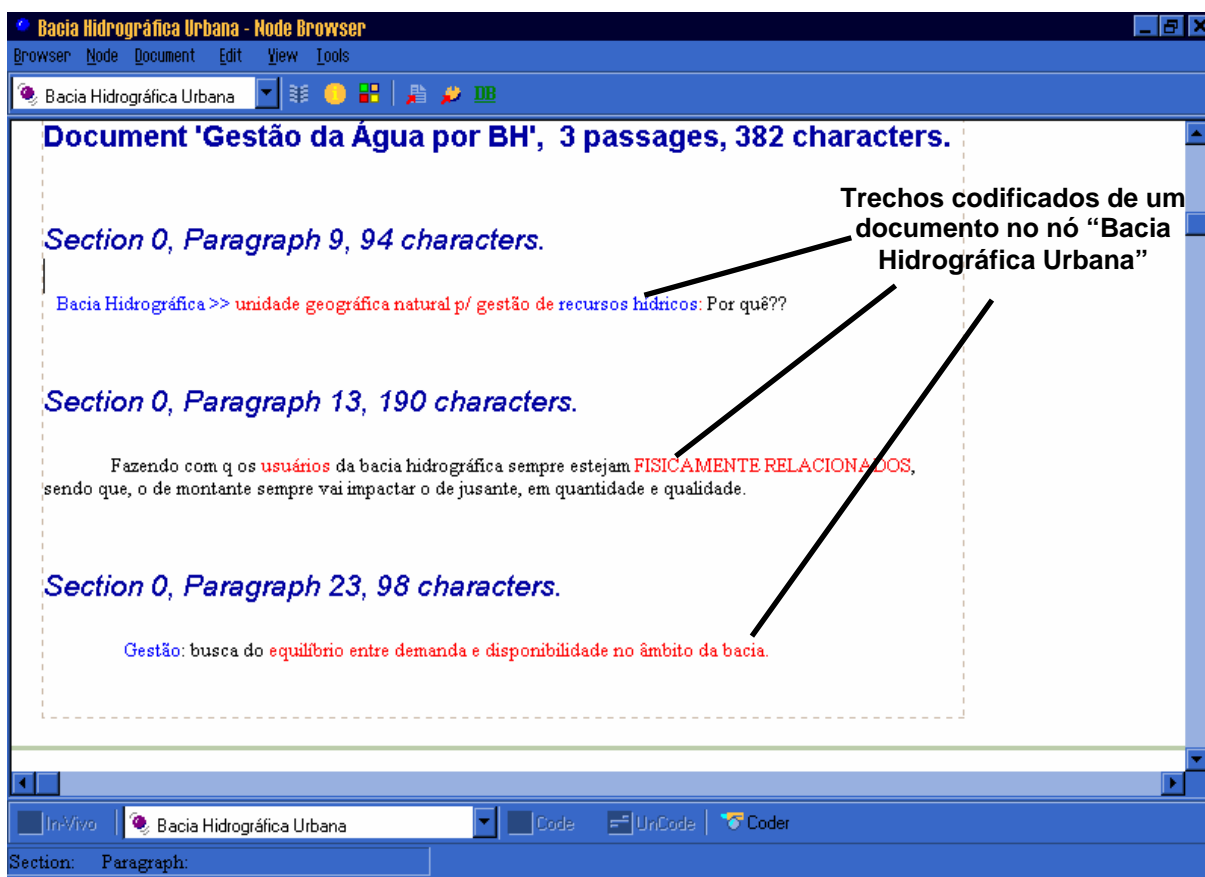 Bacia Hidrográfica Urbana - Node Browser
Browser Node Document Edit View Tools
Bacia Hidrográfica Urbana DB
Document 'Gestão da Água por BH', 3 passages, 382 characters.
Trechos codificados de um
documento no nó “Bacia
Hidrográfica Urbana”
Section 0, Paragraph 9, 94 characters.
Bacia Hidrográfica >> unidade geográfica natural p/ gestão de recursos hídricos: Por quê??
Section 0, Paragraph 13, 190 characters.
Fazendo com q os usuários da bacia hidrográfica sempre estejam FISICAMENTE RELACIONADOS,
sendo que, o de montante sempre vai impactar o de jusante, em quantidade e qualidade.
Section 0, Paragraph 23, 98 characters.
Gestão: busca do equilíbrio entre demanda e disponibilidade no âmbito da bacia.
In-Vivo Bacia Hidrográfica Urbana Code UnCode Coder
Section: Paragraph: